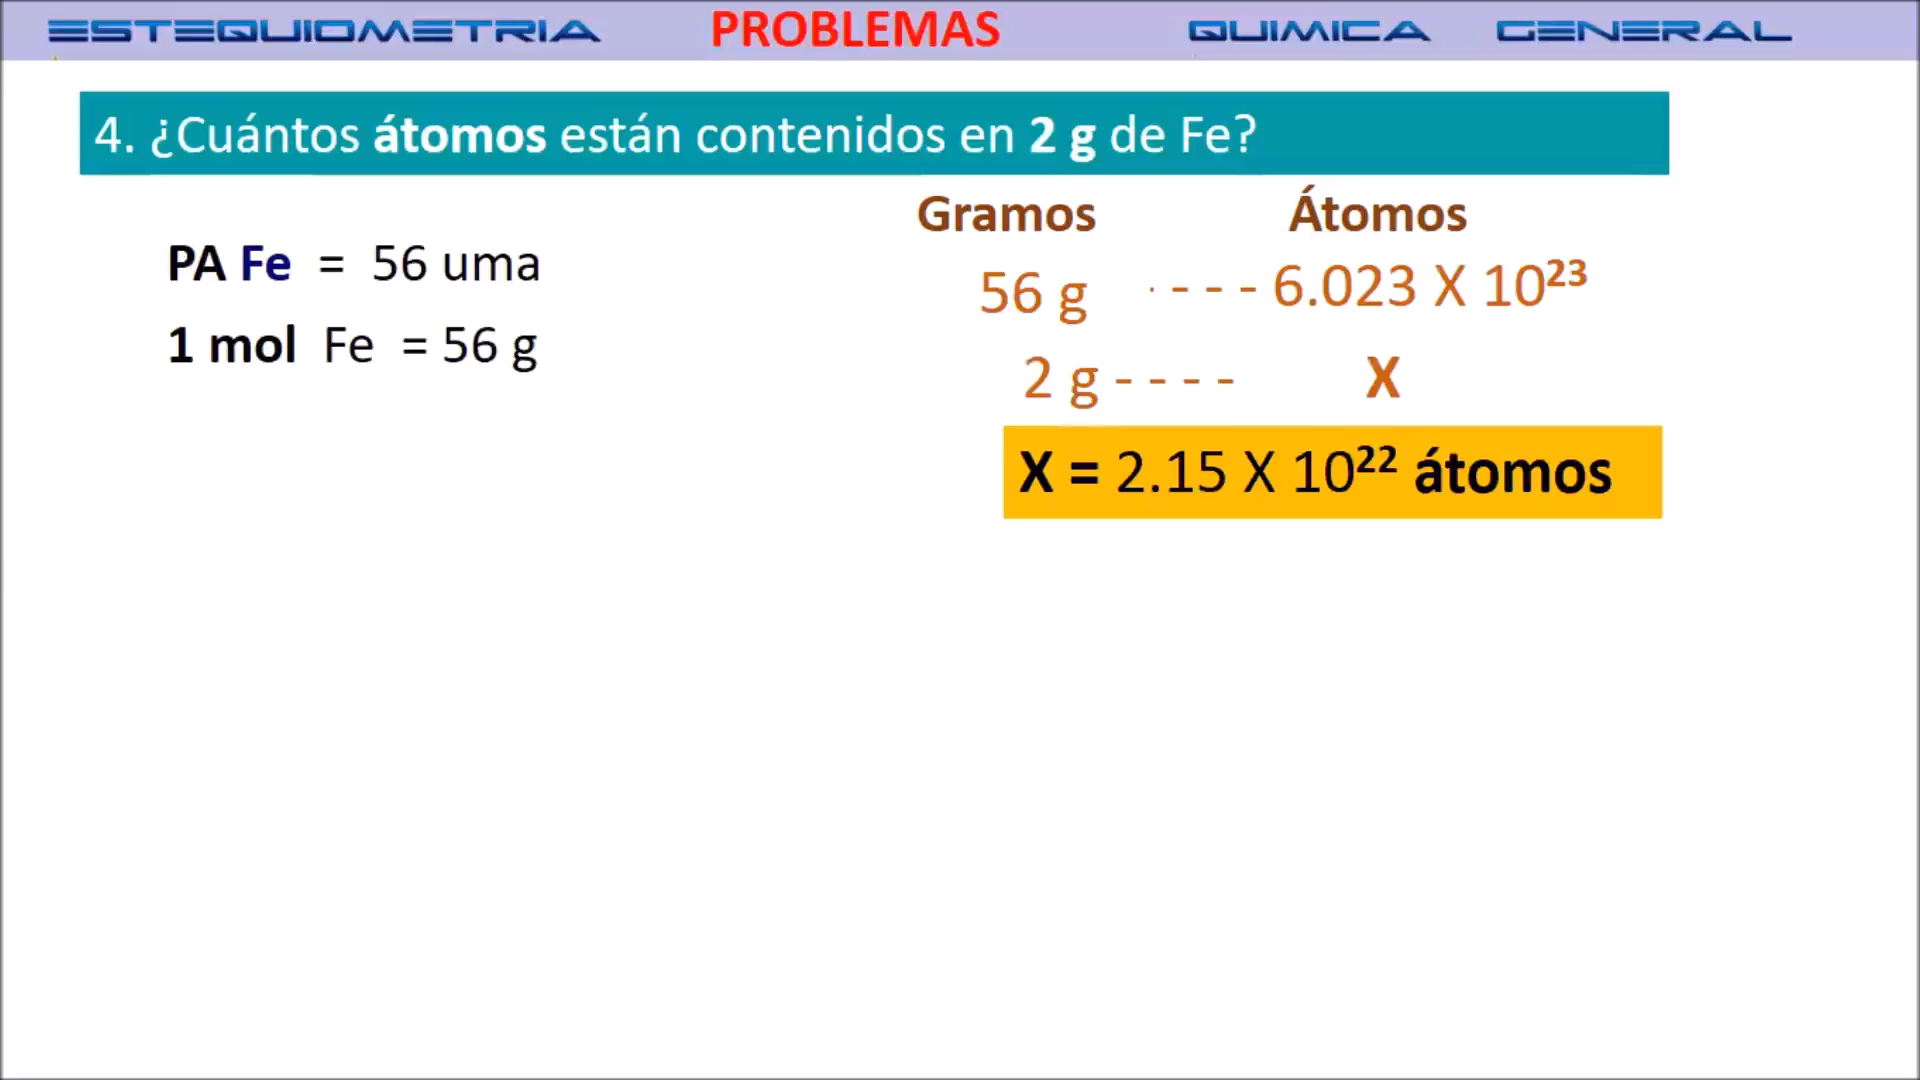 ESTEQUIOMETRIA PROBLEMAS QUIMICA GENERAL
4. ¿Cuántos átomos están contenidos en 2 g de Fe?
Gramos Átomos
PA Fe = 56 uma
56 g - - - - 6.023 X 10²³
1 mol Fe = 56 g
2 g - - - - X
X = 2.15 X 10²² átomos